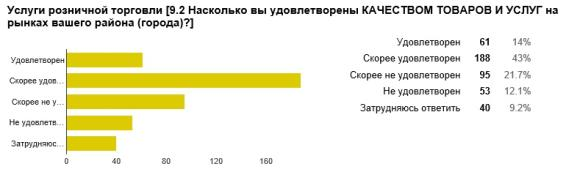 Услуги розничной торговли [9.2 Насколько вы удовлетворены КАЧЕСТВОМ ТОВАРОВ И УСЛУГ на
рынках вашего района (города)?]
Удовлетворен
Скорее удов…
Скорее не у…
Не удовлетв…
Затрудняюс…
0 40 80 120 160
Удовлетворен 61 14%
Скорее удовлетворен 188 43%
Скорее не удовлетворен 95 21.7%
Не удовлетворен 53 12.1%
Затрудняюсь ответить 40 9.2%